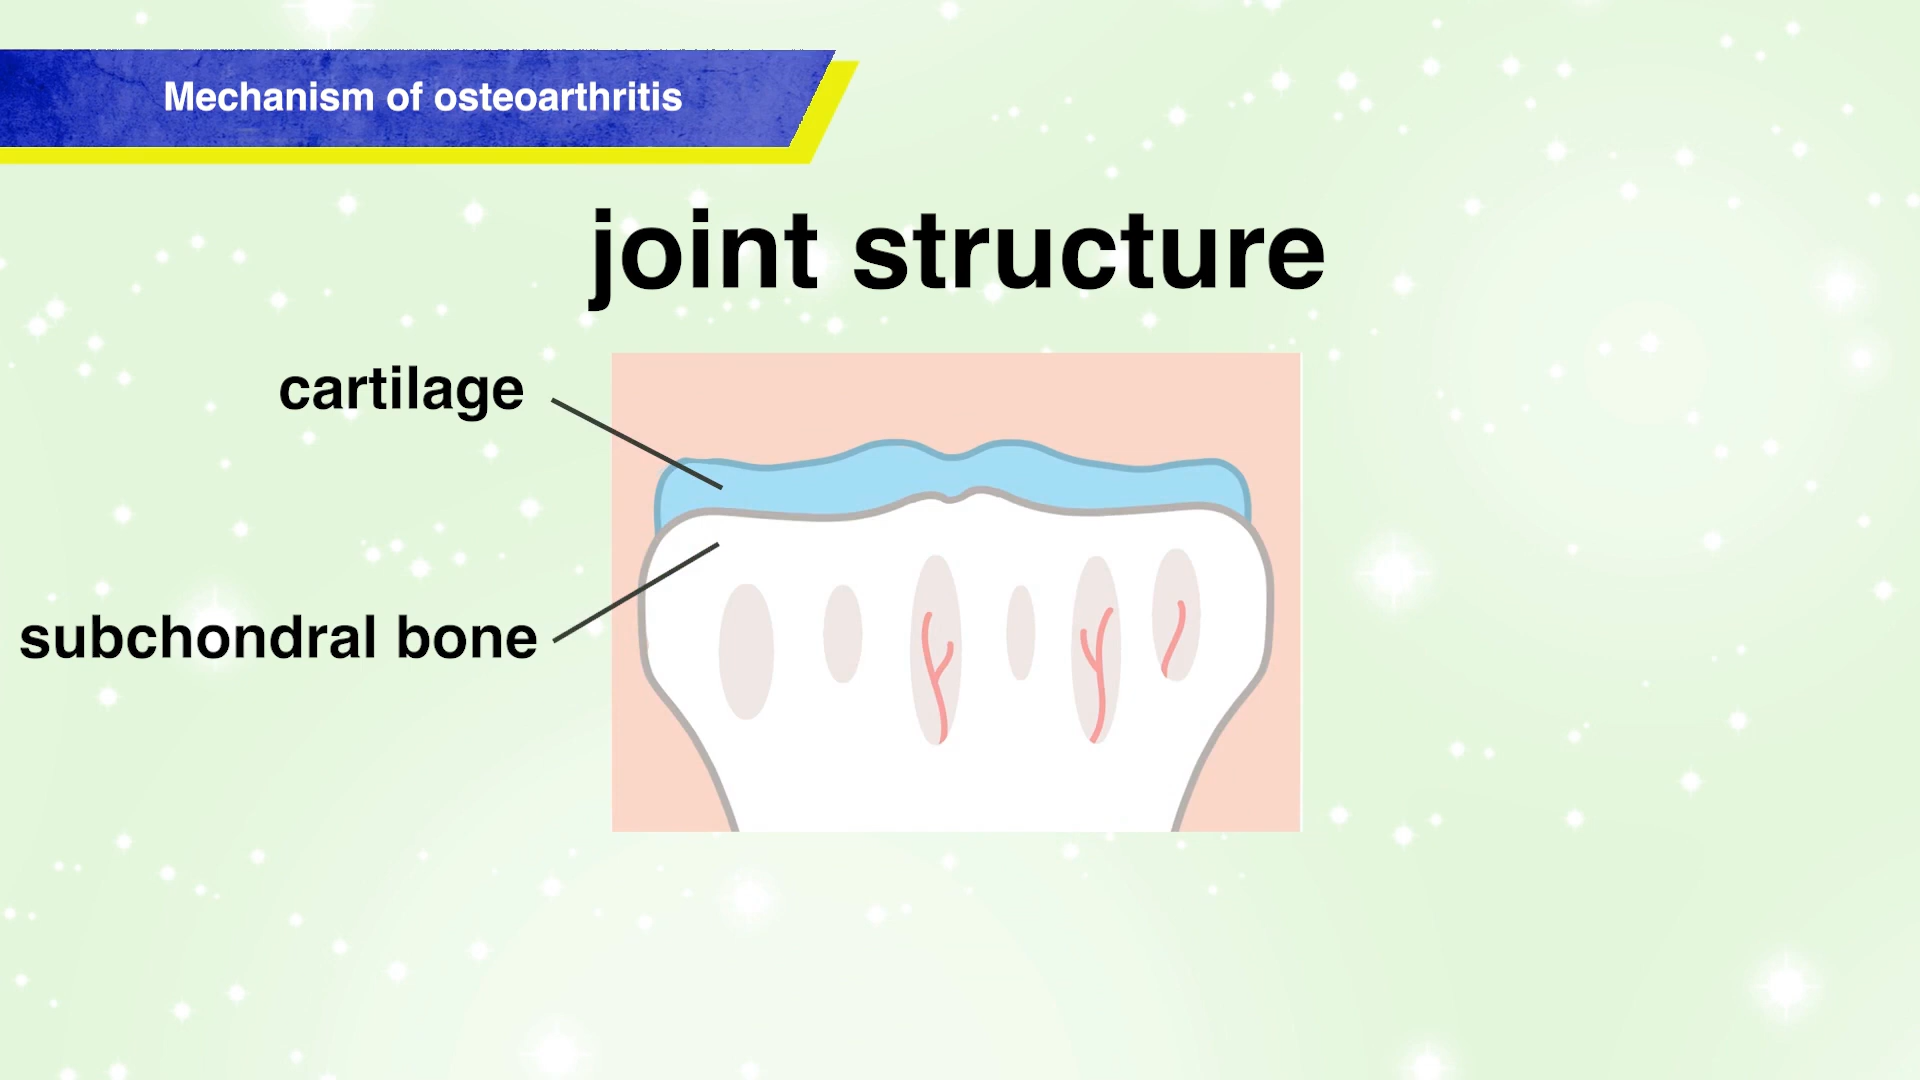 Mechanism of osteoarthritis
joint structure
cartilage
subchondral bone